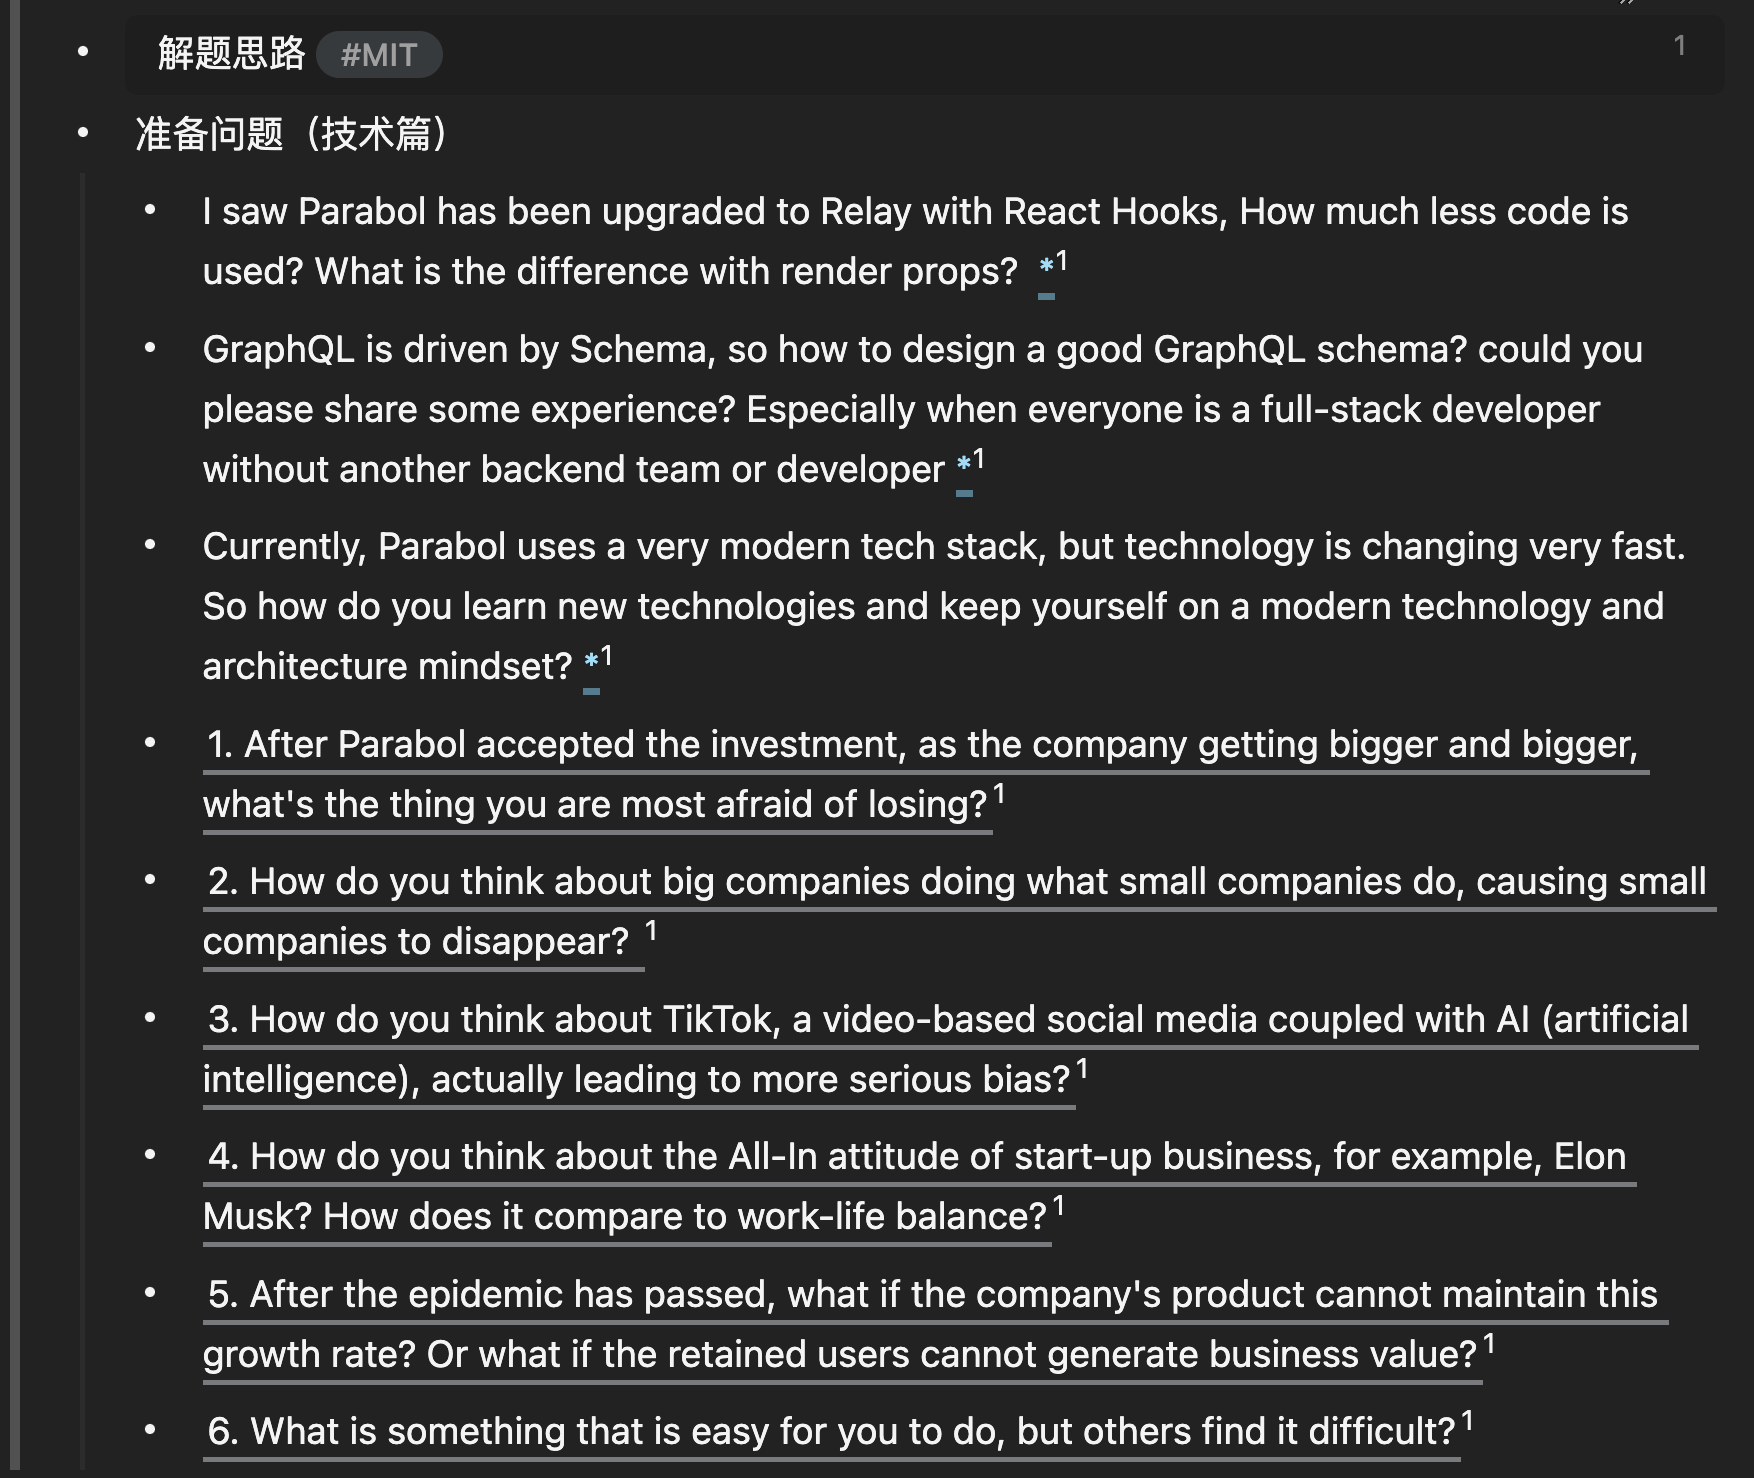 解题思路 #MIT 1
准备问题（技术篇）
I saw Parabol has been upgraded to Relay with React Hooks, How much less code is
used? What is the difference with render props? *1
GraphQL is driven by Schema, so how to design a good GraphQL schema? could you
please share some experience? Especially when everyone is a full-stack developer
without another backend team or developer *1
Currently, Parabol uses a very modern tech stack, but technology is changing very fast.
So how do you learn new technologies and keep yourself on a modern technology and
architecture mindset? *1
1. After Parabol accepted the investment, as the company getting bigger and bigger,
what's the thing you are most afraid of losing? 1
2. How do you think about big companies doing what small companies do, causing small
companies to disappear? 1
3. How do you think about TikTok, a video-based social media coupled with AI (artificial
intelligence), actually leading to more serious bias? 1
4. How do you think about the All-In attitude of start-up business, for example, Elon
Musk? How does it compare to work-life balance? 1
5. After the epidemic has passed, what if the company's product cannot maintain this
growth rate? Or what if the retained users cannot generate business value? 1
6. What is something that is easy for you to do, but others find it difficult? 1